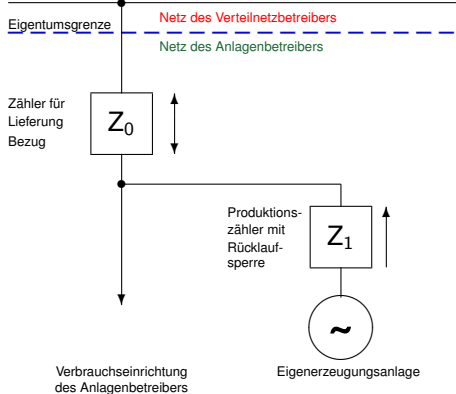 Netz des Verteilnetzbetreibers
Eigentumsgrenze
Netz des Anlagenbetreibers
Zähler für
Lieferung
Bezug
Z0
Produktions-
zähler mit
Rücklauf-
sperre
Z1
~
Verbrauchseinrichtung
des Anlagenbetreibers
Eigenerzeugungsanlage